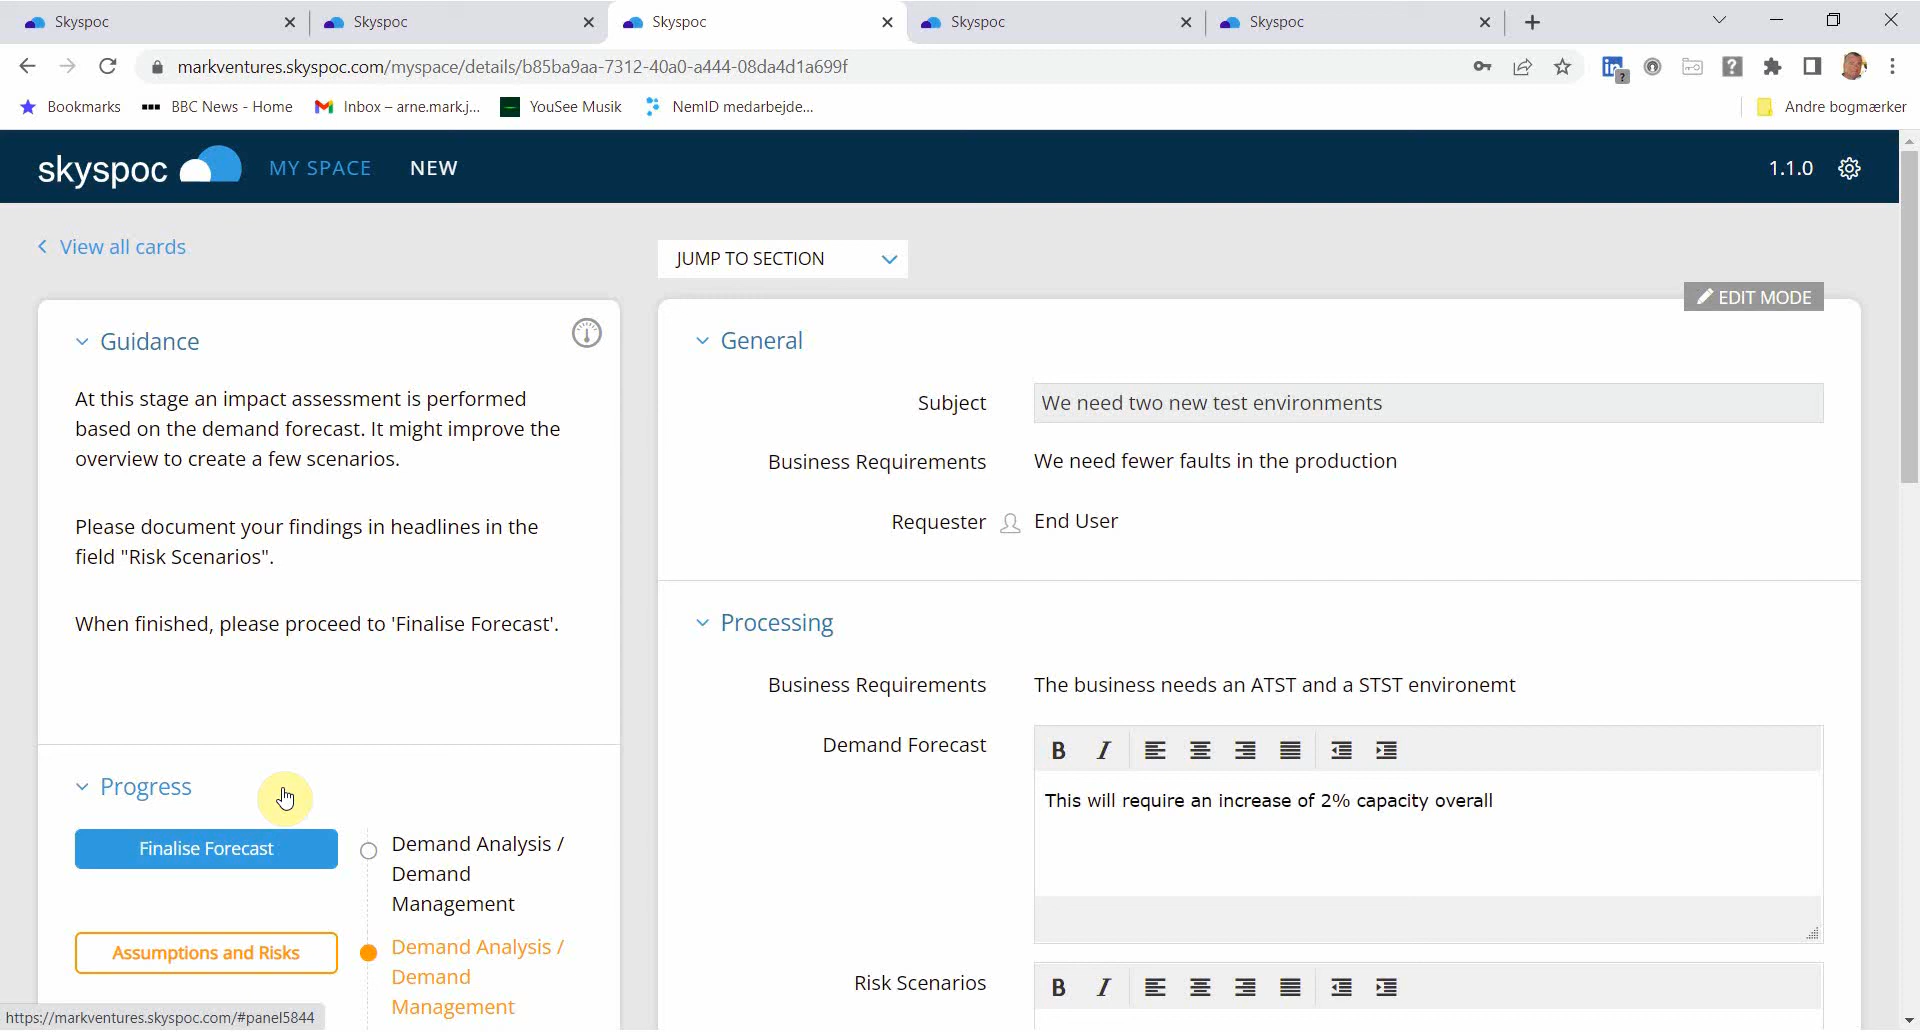 Skyspoc
Skyspoc
Skyspoc
Skyspoc
Skyspoc
markventures.skyspoc.com/myspace/details/b85ba9aa-7312-40a0-a444-08da4d1a699f
Bookmarks
BBC News - Home
Inbox – arne.mark.j...
YouSee Musik
NemID medarbejde...
Andre bogmærker
skyspoc
MY SPACE
NEW
1.1.0
View all cards
JUMP TO SECTION
EDIT MODE
Guidance
At this stage an impact assessment is performed
based on the demand forecast. It might improve the
overview to create a few scenarios.
Please document your findings in headlines in the
field "Risk Scenarios".
When finished, please proceed to 'Finalise Forecast'.
Progress
Finalise Forecast
Demand Analysis /
Demand
Management
Assumptions and Risks
Demand Analysis /
Demand
Management
General
Subject
We need two new test environments
Business Requirements
We need fewer faults in the production
Requester
End User
Processing
Business Requirements
The business needs an ATST and a STST environemt
Demand Forecast
B I
This will require an increase of 2% capacity overall
Risk Scenarios
B I
https://markventures.skyspoc.com/#panel5844